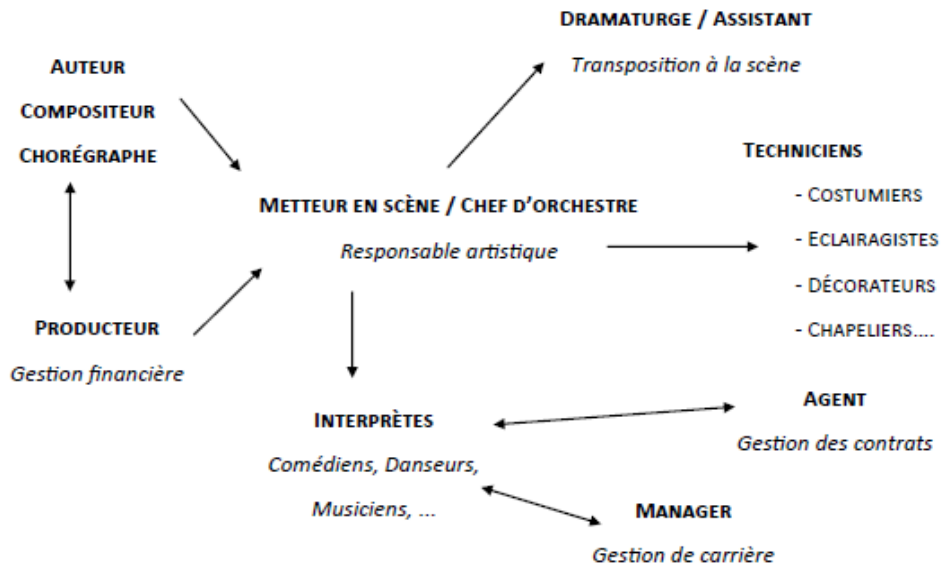 DRAMATURGE / ASSISTANT
Transposition à la scène
AUTEUR
COMPOSITEUR
CHORÉGRAPHE
TECHNICIENS
- COSTUMIERS
- ECLAIRAGISTES
- DÉCORATEURS
- CHAPELIERS....
METTEUR EN SCÈNE / CHEF D'ORCHESTRE
Responsable artistique
PRODUCTEUR
Gestion financière
INTERPRÈTES
Comédiens, Danseurs,
Musiciens, ...
AGENT
Gestion des contrats
MANAGER
Gestion de carrière